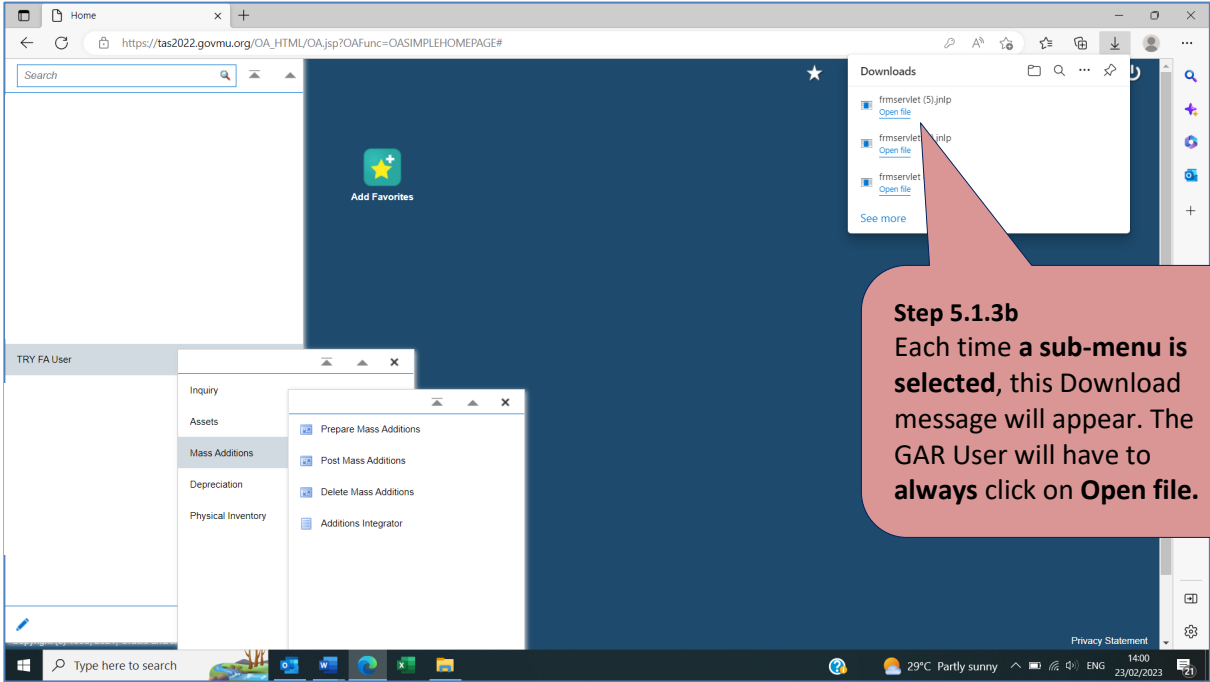 Home
https://tas2022.govmu.org/OA_HTML/OA.jsp?OAFunc=OASIMPLEHOMEPAGE#
Search
Downloads
frmservlet (5).jnlp
Open file
frmservlet
.jnlp
Open file
frmservlet
Open file
See more
Add Favorites
Step 5.1.3b
Each time a sub-menu is
selected, this Download
message will appear. The
GAR User will have to
always click on Open file.
TRY FA User
Inquiry
Assets
Mass Additions
Depreciation
Physical Inventory
Prepare Mass Additions
Post Mass Additions
Delete Mass Additions
Additions Integrator
Privacy Statement
Type here to search
29°C Partly sunny
ENG
14:00
23/02/2023
21